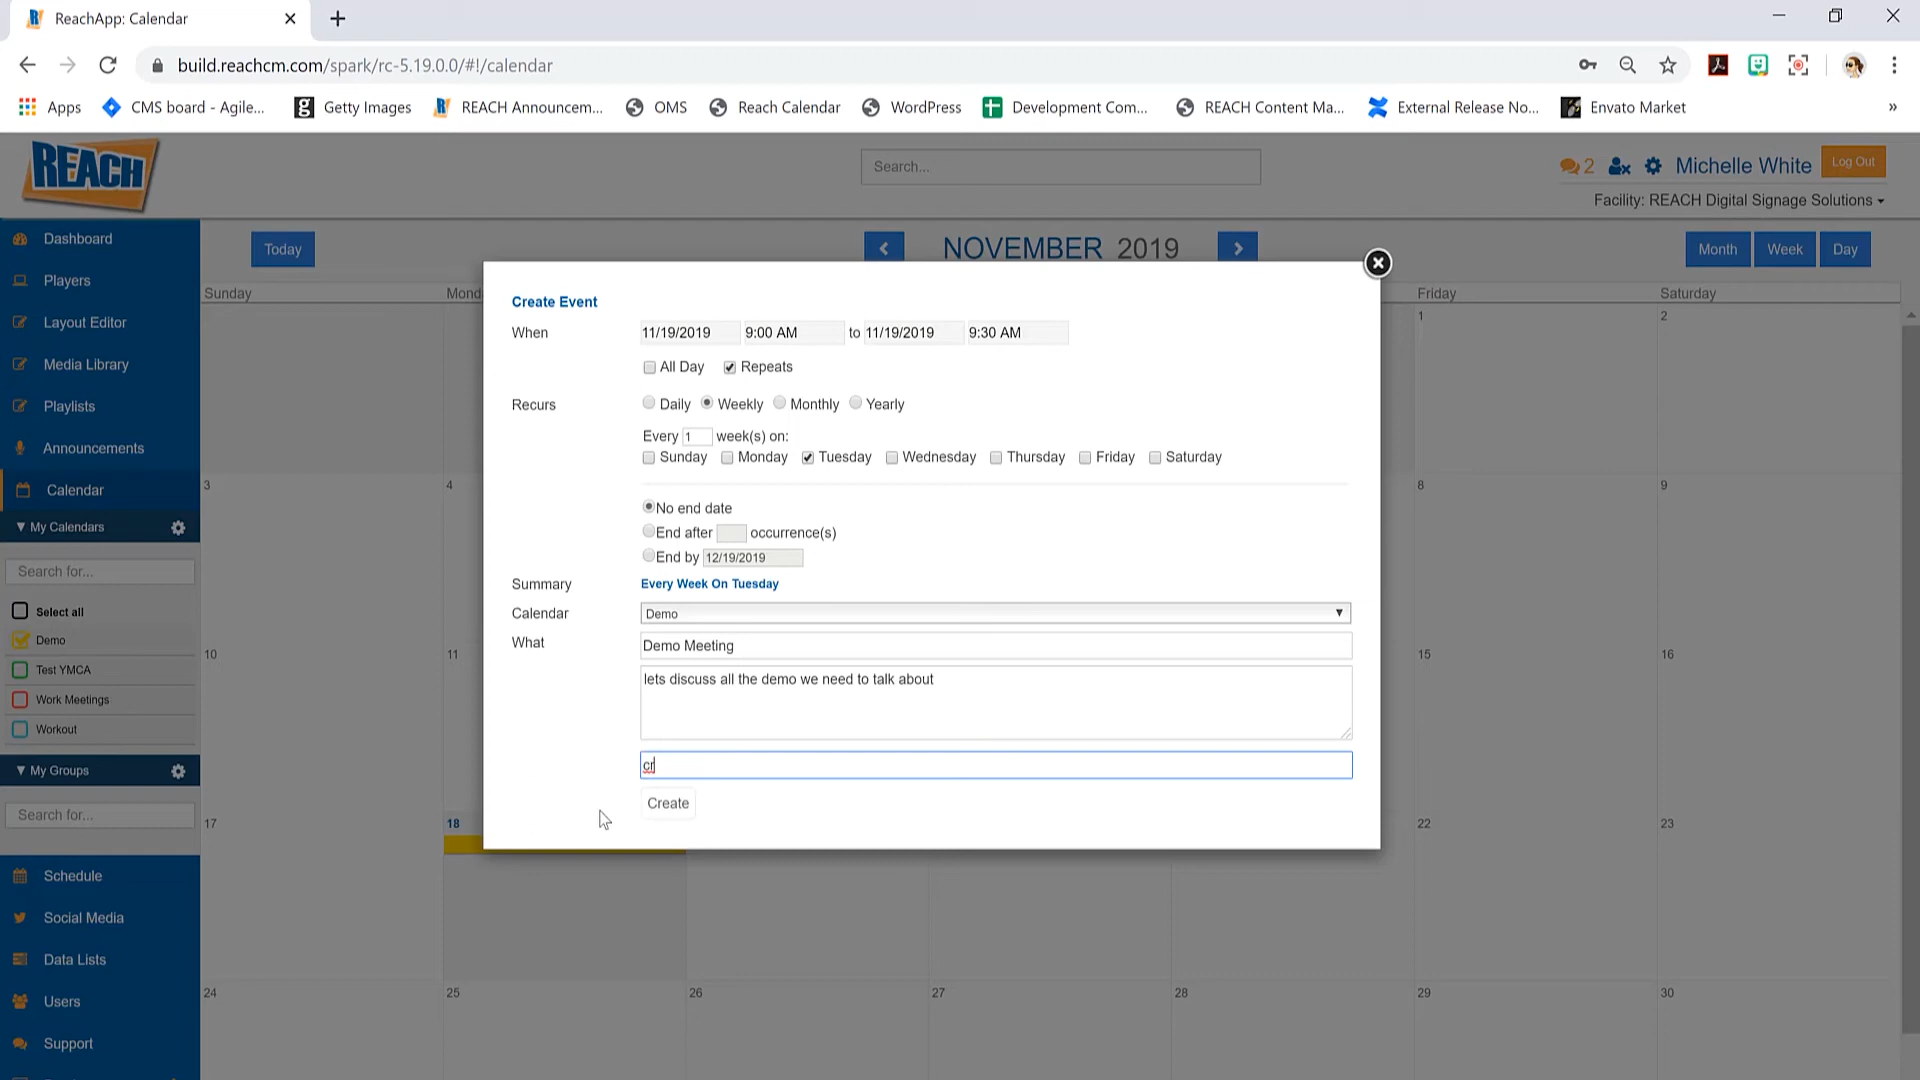 ReachApp: Calendar
build.reachcm.com/spark/rc-5.19.0.0/#!/calendar
Apps CMS board - Agile... Getty Images REACH Announcem... OMS Reach Calendar WordPress Development Com... REACH Content Ma... External Release No... Envato Market »
REACH
Search...
2 Michelle White Log Out
Facility: REACH Digital Signage Solutions
Dashboard
Players
Layout Editor
Media Library
Playlists
Announcements
Calendar
My Calendars
Search for...
Select all
Demo
Test YMCA
Work Meetings
Workout
My Groups
Search for...
Schedule
Social Media
Data Lists
Users
Support
Today NOVEMBER 2019 Month Week Day
Sunday Mond Friday Saturday
1 2
3 4 8 9
10 11 15 16
17 18 22 23
24 25 26 27 28 29 30
Create Event
When 11/19/2019 9:00 AM to 11/19/2019 9:30 AM
All Day Repeats
Recurs Daily Weekly Monthly Yearly
Every 1 week(s) on:
Sunday Monday Tuesday Wednesday Thursday Friday Saturday
No end date
End after occurrence(s)
End by 12/19/2019
Summary Every Week On Tuesday
Calendar Demo
What Demo Meeting
lets discuss all the demo we need to talk about
cr
Create